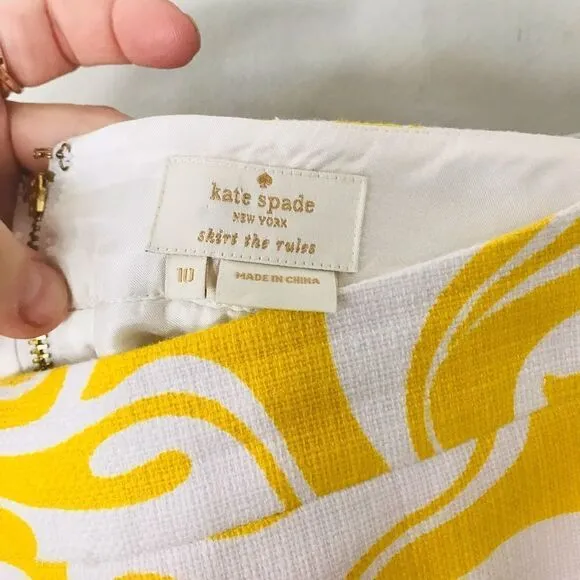 kate spade
NEW YORK
skirt the rules
10
MADE IN CHINA